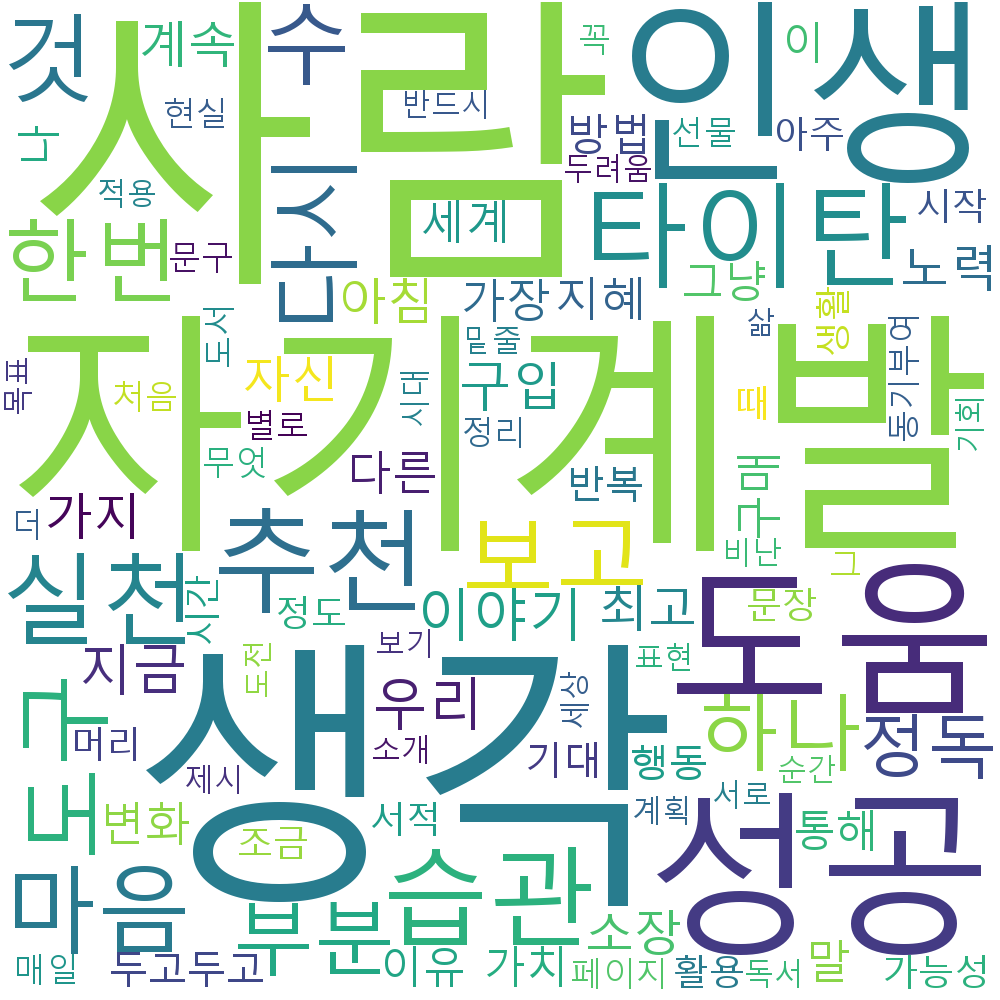 것
계속
사람
수
꼭
인생
이
나
현실
반드시
방법
선물
아주
두려움
적용
순신
세계
타이탄
시작
한번
문구
노력
아침
가장
지혜
그냥
도서
밑줄
삶
생활
자기계발
목표
처음
자신
시대
구입
때
동기부여
기회
별로
정리
무엇
다른
반복
구매
더
가지
추천
보고
비난
그
실천
시간
정도
이야기
최고
문장
도움
지금
도전
보기
우리
표현
세상
생각
누구
머리
소개
기대
행동
하나
정독
제시
순간
변화
조금
서적
계획
서로
통해
성공
마음
부분
습관
소장
매일
두고두고
이유
가치
페이지
활용
독서
말
가능성